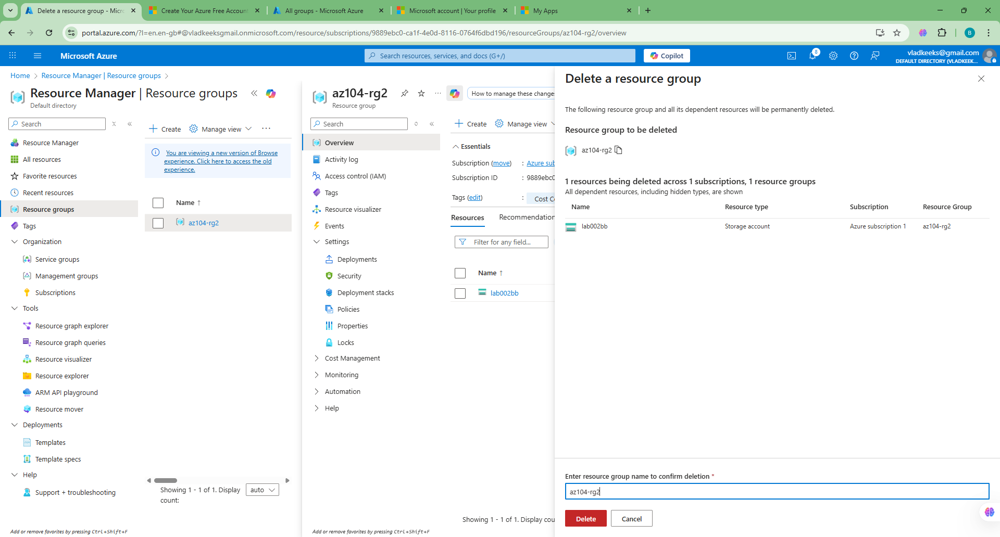 Delete a resource group - Micro
Create Your Azure Free Account
All groups - Microsoft Azure
Microsoft account | Your profile
My Apps
portal.azure.com/?l=en.en-gb#@vladkeeksgmail.onmicrosoft.com/resource/subscriptions/9889ebc0-ca1f-4e0d-8116-0764f6dbd196/resourceGroups/az104-rg2/overview
B
Microsoft Azure
Search resources, services, and docs (G+/)
Copilot
8
vladkeeks@gmail.com
DEFAULT DIRECTORY (VLADKEEK...
Home
Resource Manager | Resource groups
Resource Manager | Resource groups
Default directory
Search
Resource Manager
All resources
Favorite resources
Recent resources
Resource groups
Tags
Organization
Service groups
Management groups
Subscriptions
Tools
Resource graph explorer
Resource graph queries
Resource visualizer
Resource explorer
ARM API playground
Resource mover
Deployments
Templates
Template specs
Help
Support + troubleshooting
Add or remove favorites by pressing Ctrl+Shift+F
Create
Manage view
You are viewing a new version of Browse
experience. Click here to access the old
experience.
Name ↑
az104-rg2
Showing 1 - 1 of 1. Display
count:
auto
az104-rg2
Resource group
How to manage these changes
Search
Overview
Activity log
Access control (IAM)
Tags
Resource visualizer
Events
Settings
Deployments
Security
Deployment stacks
Policies
Properties
Locks
Cost Management
Monitoring
Automation
Help
Add or remove favorites by pressing Ctrl+Shift+F
Create
Manage view
Essentials
Subscription (move) : Azure sub
Subscription ID : 9889ebc0
Tags (edit) : Cost Ce
Resources
Recommendation
Filter for any field...
Name ↑
lab002bb
Showing 1 - 1 of 1. Display cou
Delete a resource group
The following resource group and all its dependent resources will be permanently deleted.
Resource group to be deleted
az104-rg2
1 resources being deleted across 1 subscriptions, 1 resource groups
All dependent resources, including hidden types, are shown
Name Resource type Subscription Resource Group
lab002bb Storage account Azure subscription 1 az104-rg2
Enter resource group name to confirm deletion *
az104-rg2
Delete
Cancel